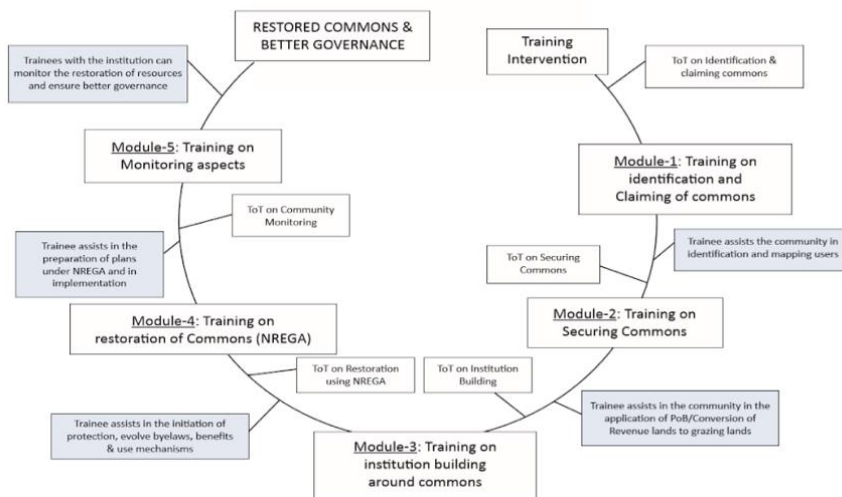 RESTORED COMMONS &
BETTER GOVERNANCE
Training
Intervention
ToT on Identification &
claiming commons
Trainees with the institution can
monitor the restoration of resources
and ensure better governance
Module-5: Training on
Monitoring aspects
Module-1: Training on
identification and
Claiming of commons
ToT on Community
Monitoring
Trainee assists in the
preparation of plans
under NREGA and in
implementation
ToT on Securing
Commons
Trainee assists the community in
identification and mapping users
Module-4: Training on
restoration of Commons (NREGA)
Module-2: Training on
Securing Commons
ToT on Restoration
using NREGA
ToT on Institution
Building
Trainee assists in the initiation of
protection, evolve byelaws, benefits
& use mechanisms
Trainee assists in the community in the
application of PoB/Conversion of
Revenue lands to grazing lands
Module-3: Training on
institution building
around commons